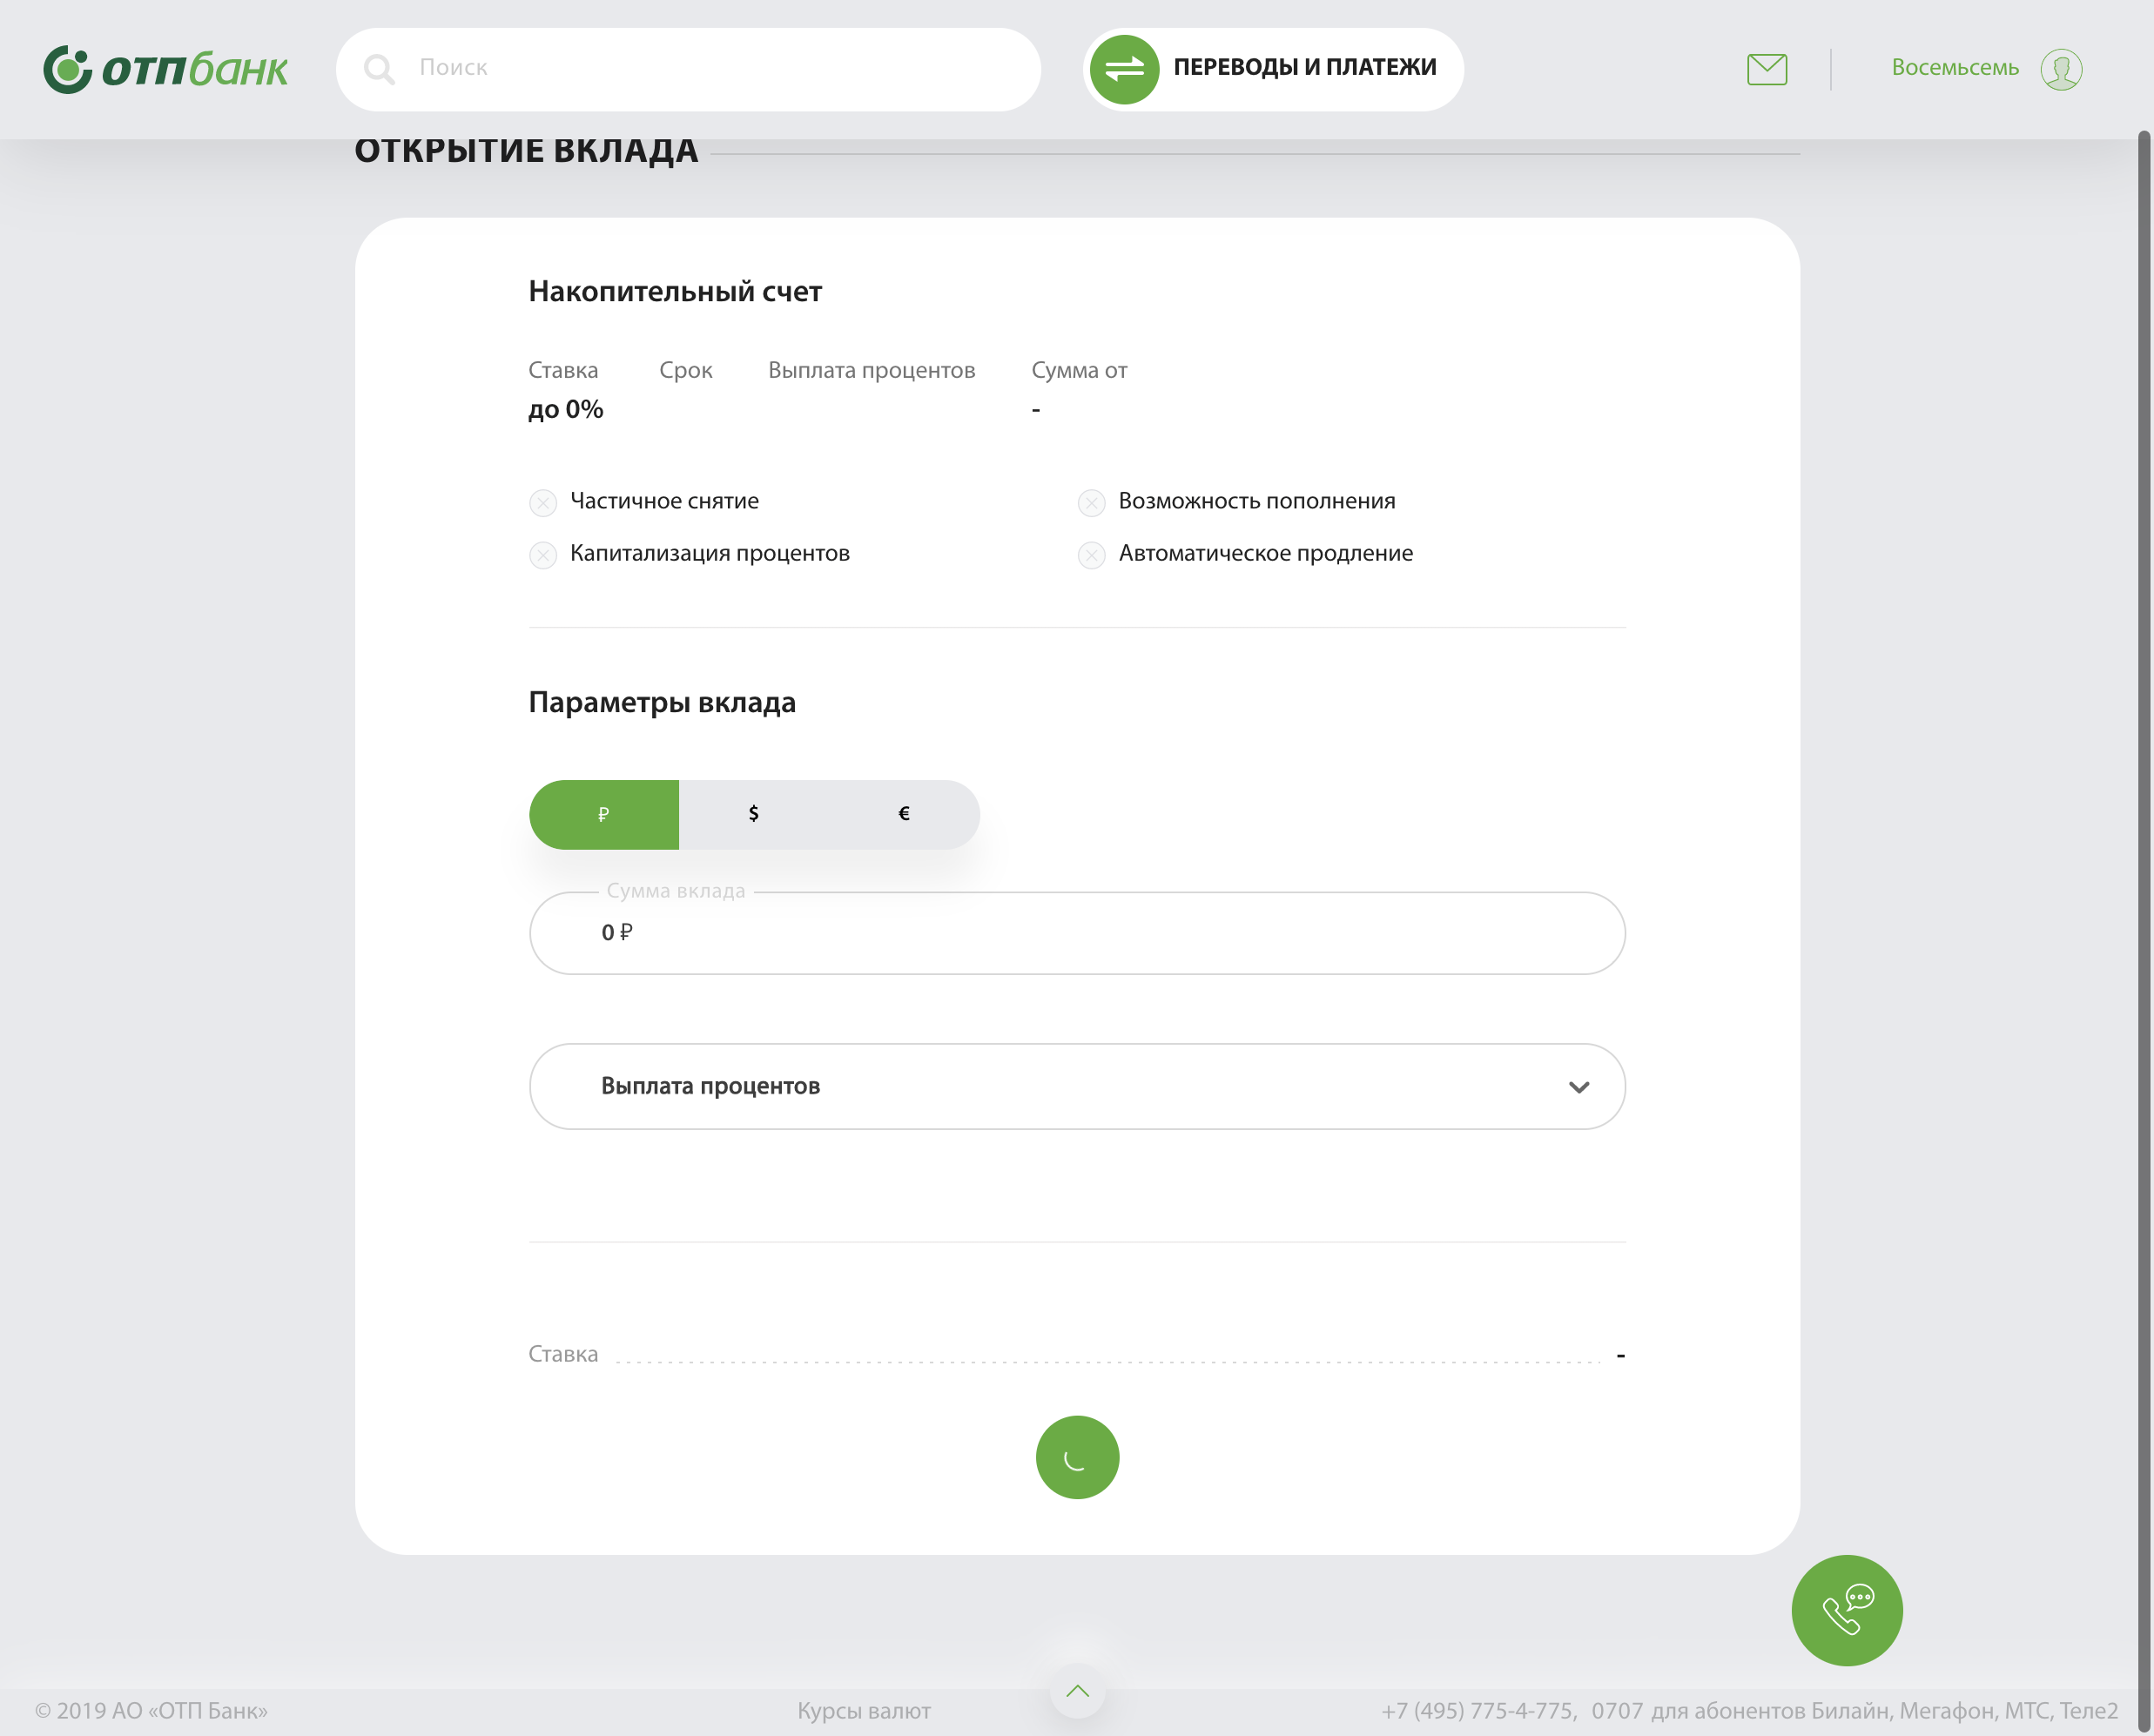 ОТПбанк
Поиск
ПЕРЕВОДЫ И ПЛАТЕЖИ
Восемьсемь
ОТКРЫТИЕ ВКЛАДА
Накопительный счет
Ставка Срок Выплата процентов Сумма от
до 0% -
Частичное снятие Возможность пополнения
Капитализация процентов Автоматическое продление
Параметры вклада
₽ $ €
Сумма вклада
0 ₽
Выплата процентов
Ставка -
© 2019 АО «ОТП Банк» Курсы валют +7 (495) 775-4-775, 0707 для абонентов Билайн, Мегафон, МТС, Теле2